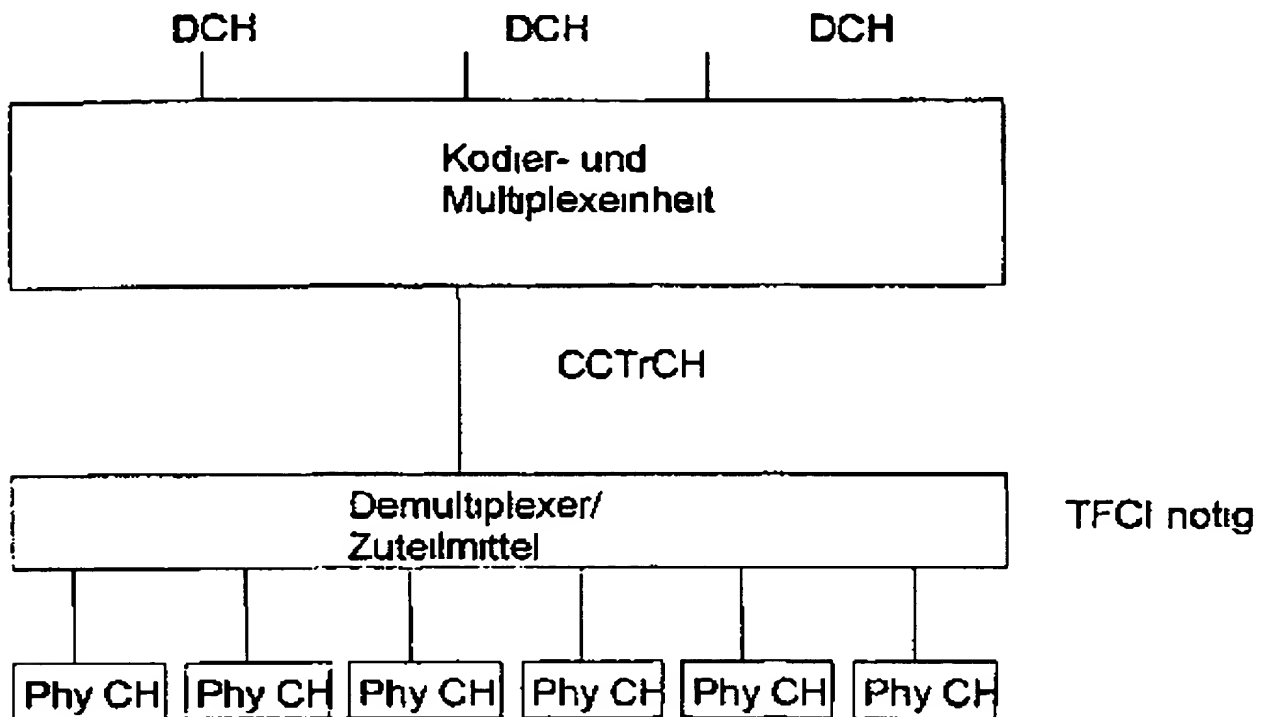 DCH DCH DCH
Kodier- und
Multiplexeinheit
CCTrCH
Demultiplexer/
Zuteilmittel
TFCI notig
Phy CH Phy CH Phy CH Phy CH Phy CH Phy CH